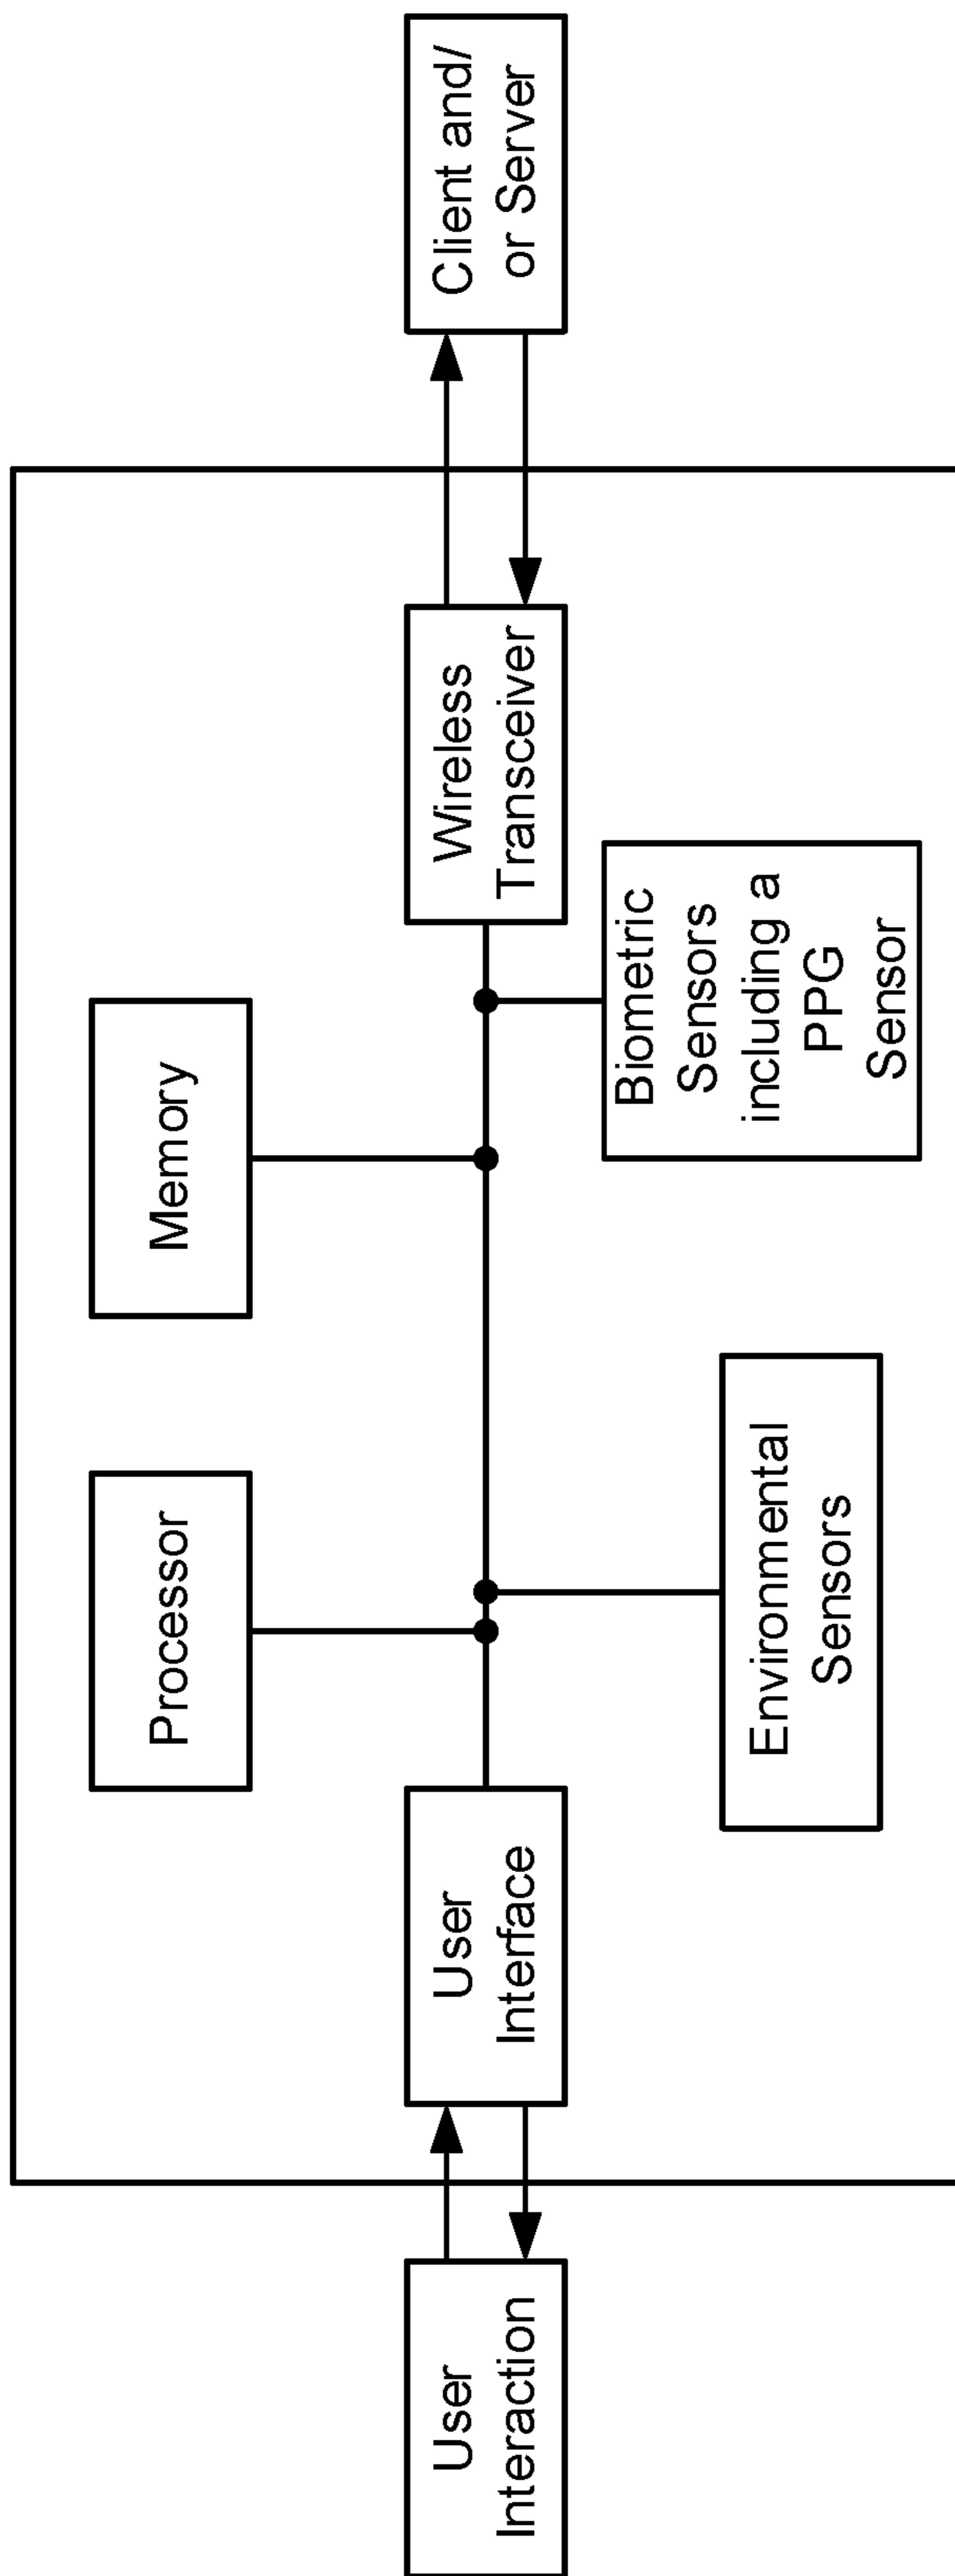 User
Interaction
User
Interface
Processor
Memory
Environmental
Sensors
Biometric
Sensors
including a
PPG
Sensor
Wireless
Transceiver
Client and/
or Server